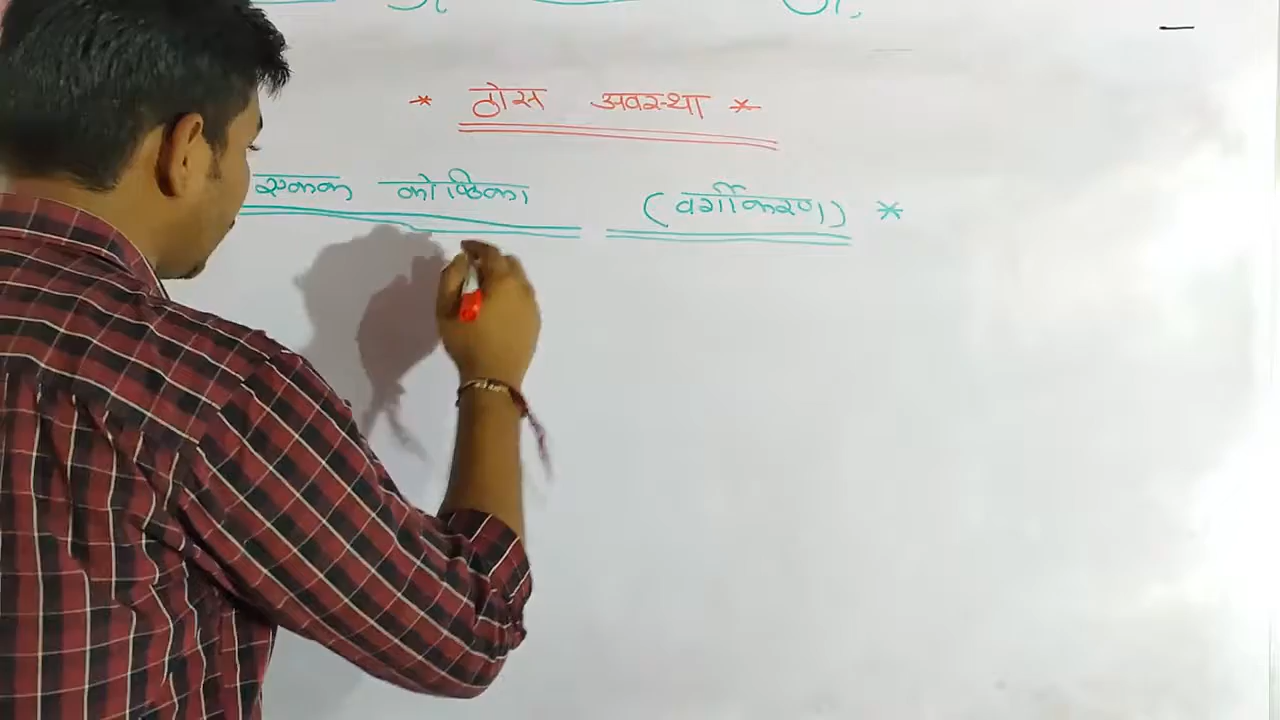 * ठोस अवस्था *
एकक कोष्ठिका (वर्गीकरण) *